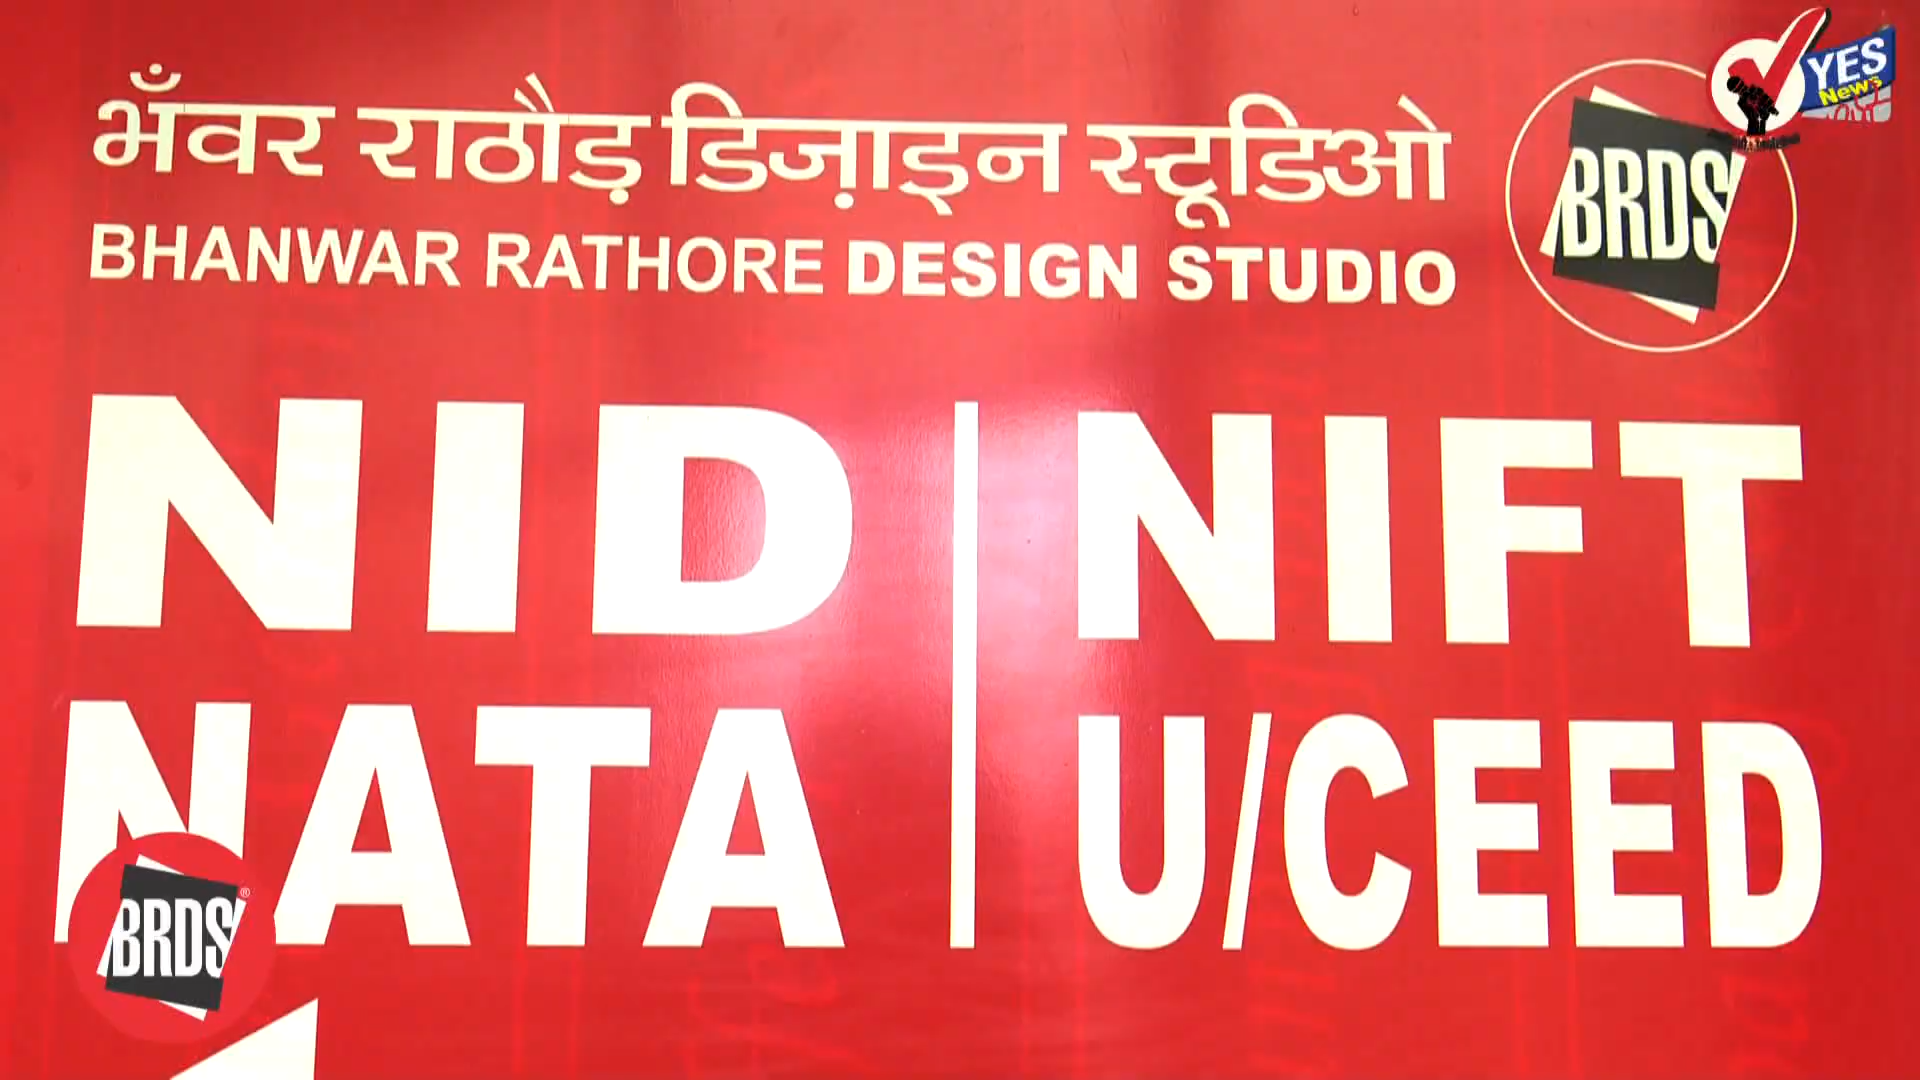 YES
News
भँवर राठौड़ डिज़ाइन स्टूडिओ
BHANWAR RATHORE DESIGN STUDIO
BRDS
NID | NIFT
NATA | U/CEED
BRDS®